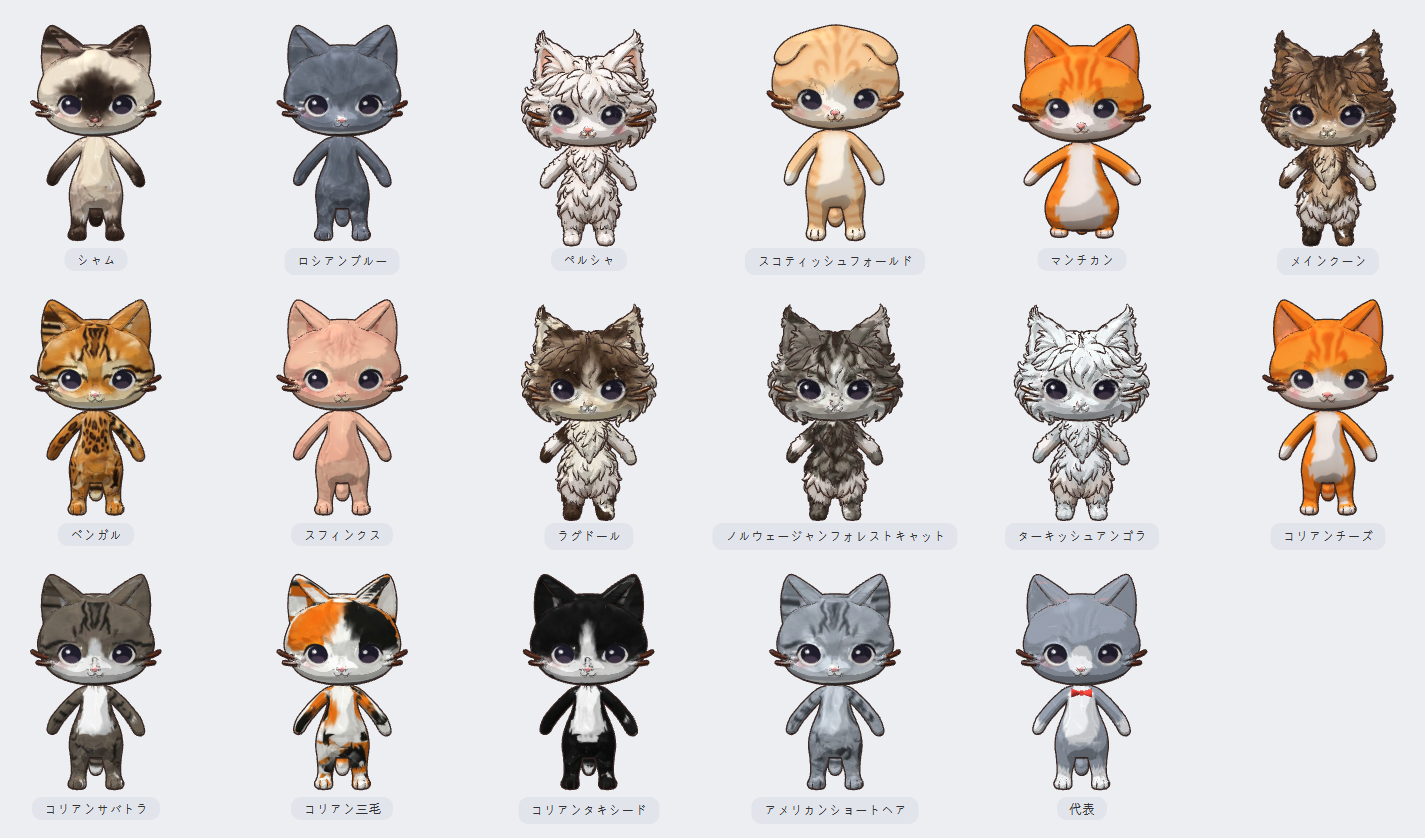 シャム
ロシアンブルー
ペルシャ
スコティッシュフォールド
マンチカン
メインクーン
ベンガル
スフィンクス
ラグドール
ノルウェージャンフォレストキャット
ターキッシュアンゴラ
コリアンチーズ
コリアンサバトラ
コリアン三毛
コリアンタキシード
アメリカンショートヘア
代表